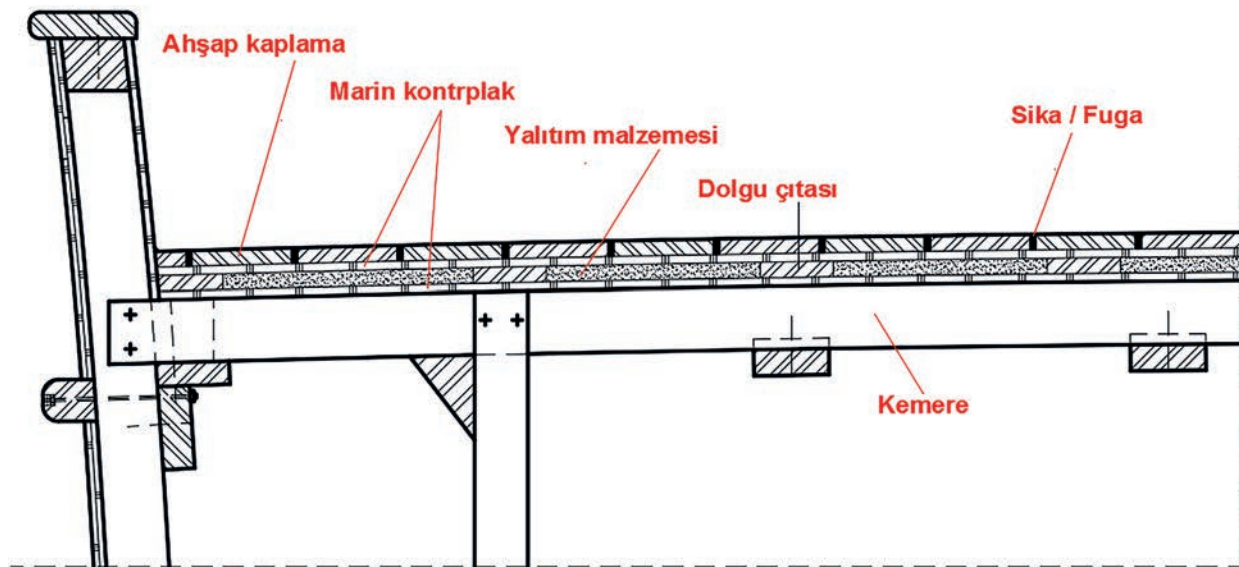 Ahşap kaplama
Marin kontrplak
Yalıtım malzemesi
Sika / Fuga
Dolgu çıtası
Kemere